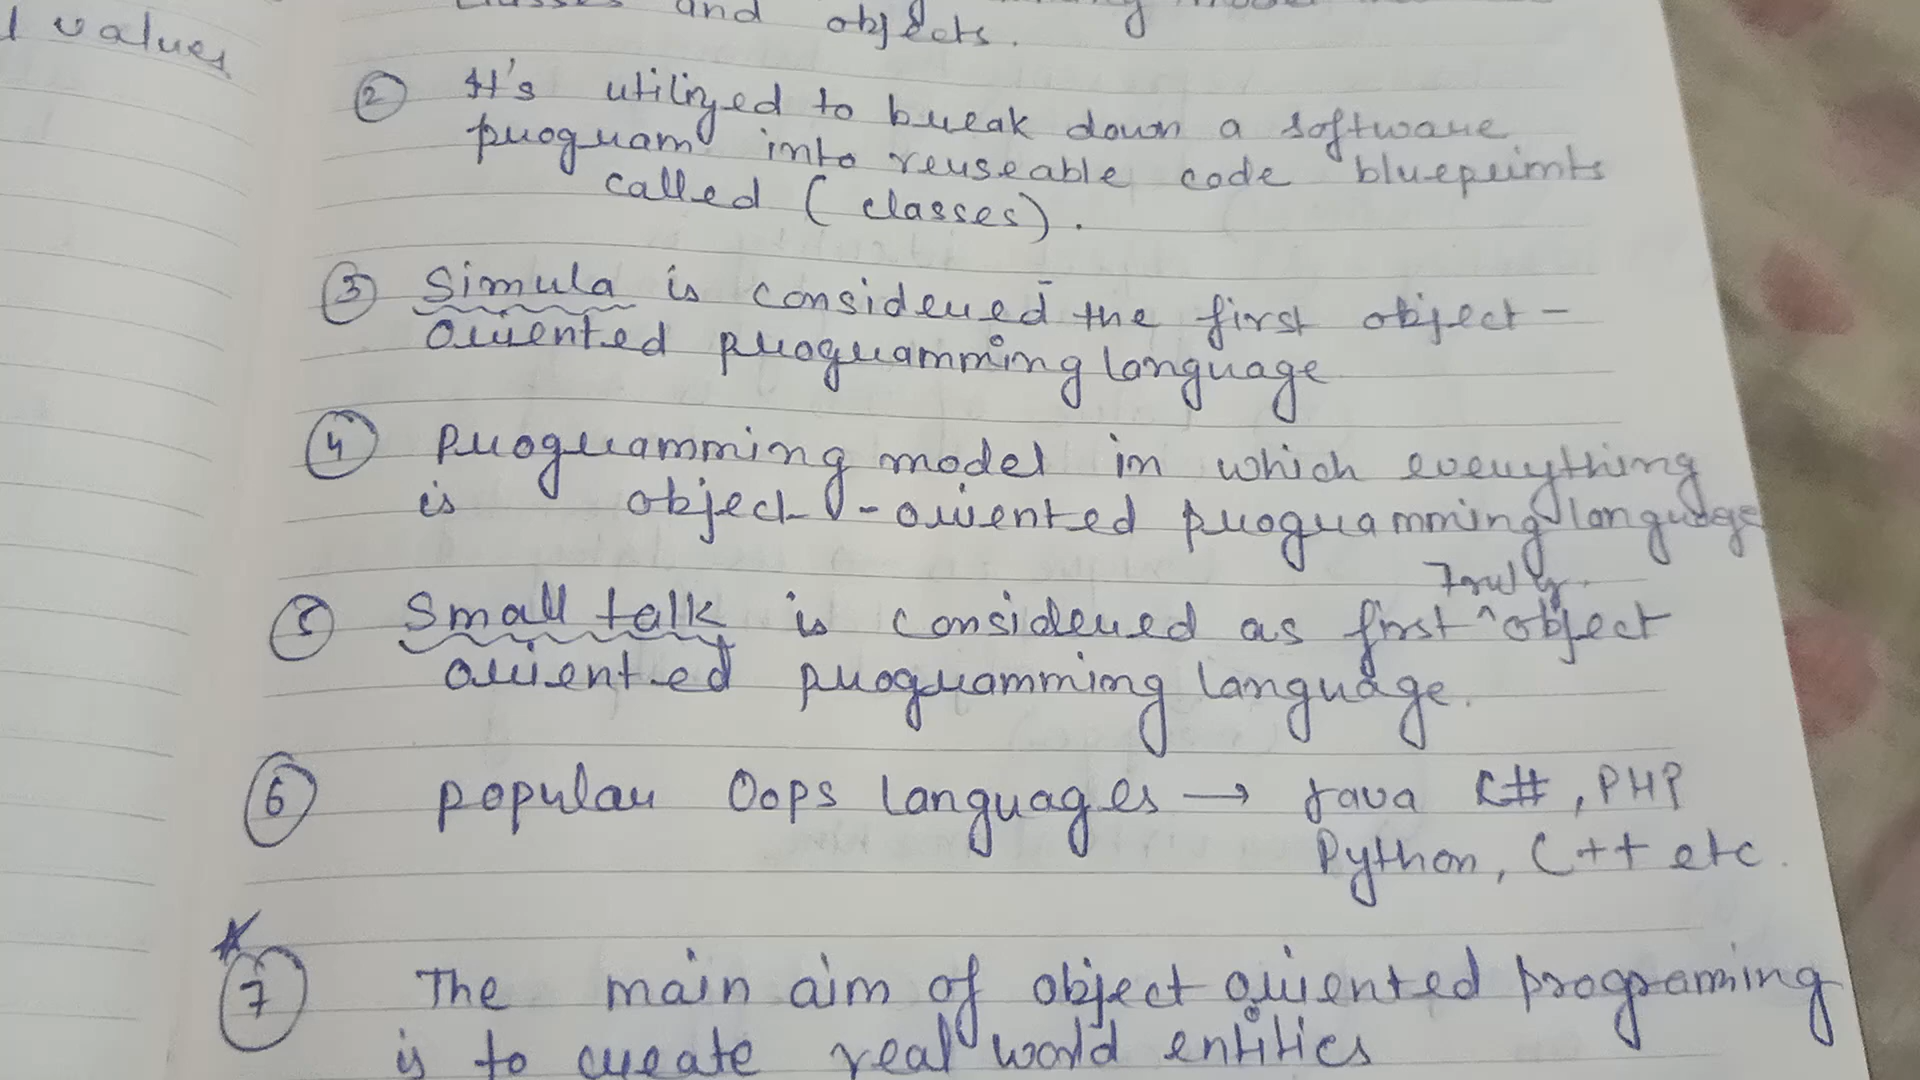 values
and objects.
② It's utilized to break down a software
program into reuseable code blueprints
called (classes).
③ Simula is considered the first object-
oriented programming language
④ programming model in which everything
is object-oriented programming language
Truly
⑤ Small talk is considered as first ^ object
oriented programming language.
⑥ popular Oops languages → Java C#, PHP
Python, C++ etc.
⑦ The main aim of object oriented programing
is to create real world entities